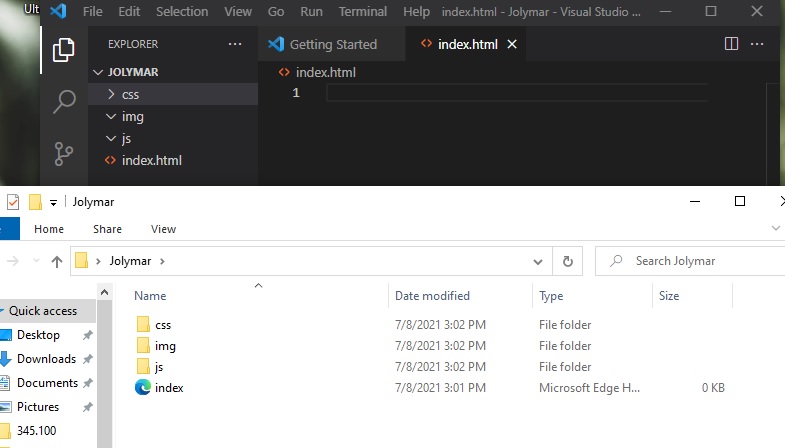 Ult
File Edit Selection View Go Run Terminal Help index.html - Jolymar - Visual Studio ...
EXPLORER ... Getting Started index.html
JOLYMAR index.html
css 1
img
js
index.html
Jolymar
Home Share View
Jolymar Search Jolymar
Name Date modified Type Size
Quick access
css 7/8/2021 3:02 PM File folder
Desktop
img 7/8/2021 3:02 PM File folder
Downloads
js 7/8/2021 3:02 PM File folder
Documents
index 7/8/2021 3:01 PM Microsoft Edge H... 0 KB
Pictures
345.100